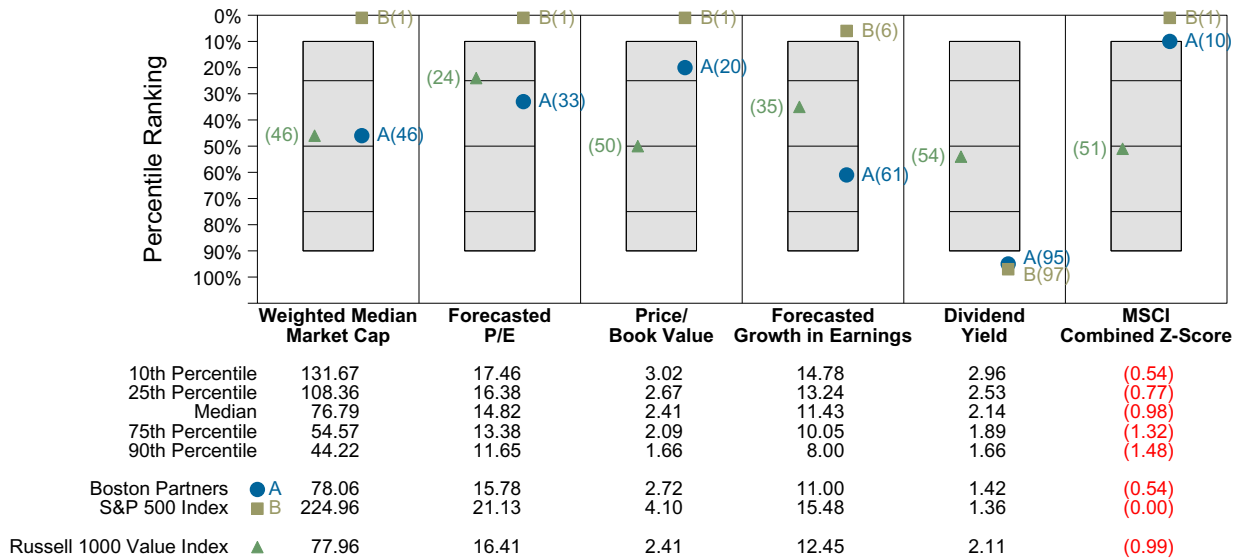 Percentile Ranking
0%
10%
20%
30%
40%
50%
60%
70%
80%
90%
100%
B(1)
(46)
A(46)
B(1)
(24)
A(33)
B(1)
A(20)
(50)
B(6)
(35)
A(61)
(54)
A(95)
B(97)
B(1)
A(10)
(51)
Weighted Median Market Cap
Forecasted P/E
Price/ Book Value
Forecasted Growth in Earnings
Dividend Yield
MSCI Combined Z-Score
10th Percentile 131.67 17.46 3.02 14.78 2.96 (0.54)
25th Percentile 108.36 16.38 2.67 13.24 2.53 (0.77)
Median 76.79 14.82 2.41 11.43 2.14 (0.98)
75th Percentile 54.57 13.38 2.09 10.05 1.89 (1.32)
90th Percentile 44.22 11.65 1.66 8.00 1.66 (1.48)
Boston Partners A 78.06 15.78 2.72 11.00 1.42 (0.54)
S&P 500 Index B 224.96 21.13 4.10 15.48 1.36 (0.00)
Russell 1000 Value Index 77.96 16.41 2.41 12.45 2.11 (0.99)